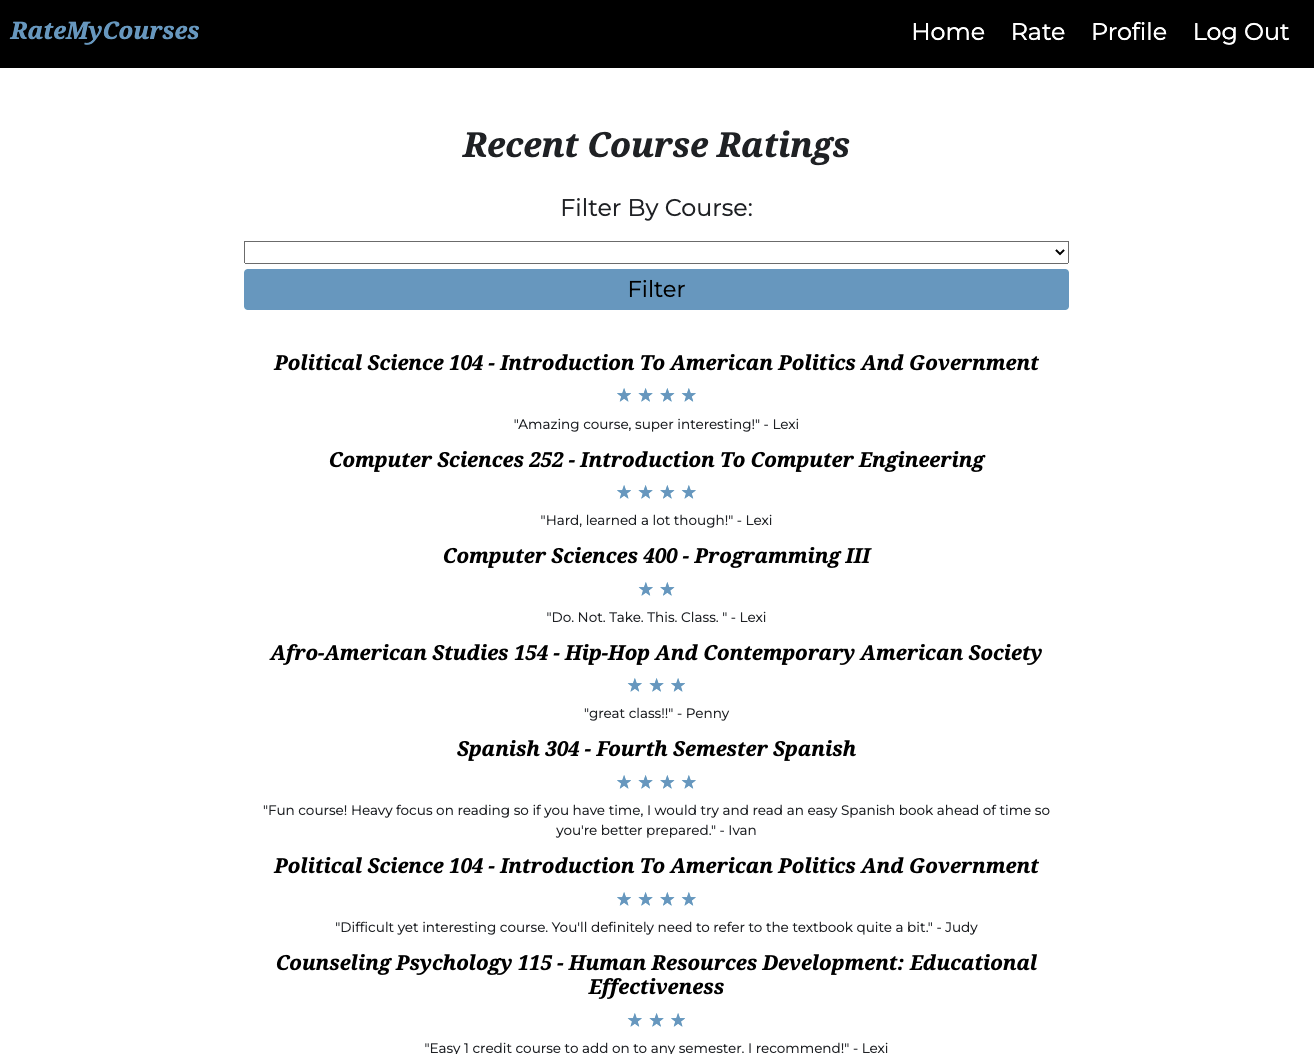 RateMyCourses
Home Rate Profile Log Out
Recent Course Ratings
Filter By Course:
Filter
Political Science 104 - Introduction To American Politics And Government
★ ★ ★ ★
"Amazing course, super interesting!" - Lexi
Computer Sciences 252 - Introduction To Computer Engineering
★ ★ ★ ★
"Hard, learned a lot though!" - Lexi
Computer Sciences 400 - Programming III
★ ★
"Do. Not. Take. This. Class. " - Lexi
Afro-American Studies 154 - Hip-Hop And Contemporary American Society
★ ★ ★
"great class!!" - Penny
Spanish 304 - Fourth Semester Spanish
★ ★ ★ ★
"Fun course! Heavy focus on reading so if you have time, I would try and read an easy Spanish book ahead of time so
you're better prepared." - Ivan
Political Science 104 - Introduction To American Politics And Government
★ ★ ★ ★
"Difficult yet interesting course. You'll definitely need to refer to the textbook quite a bit." - Judy
Counseling Psychology 115 - Human Resources Development: Educational
Effectiveness
★ ★ ★
"Easy 1 credit course to add on to any semester. I recommend!" - Lexi